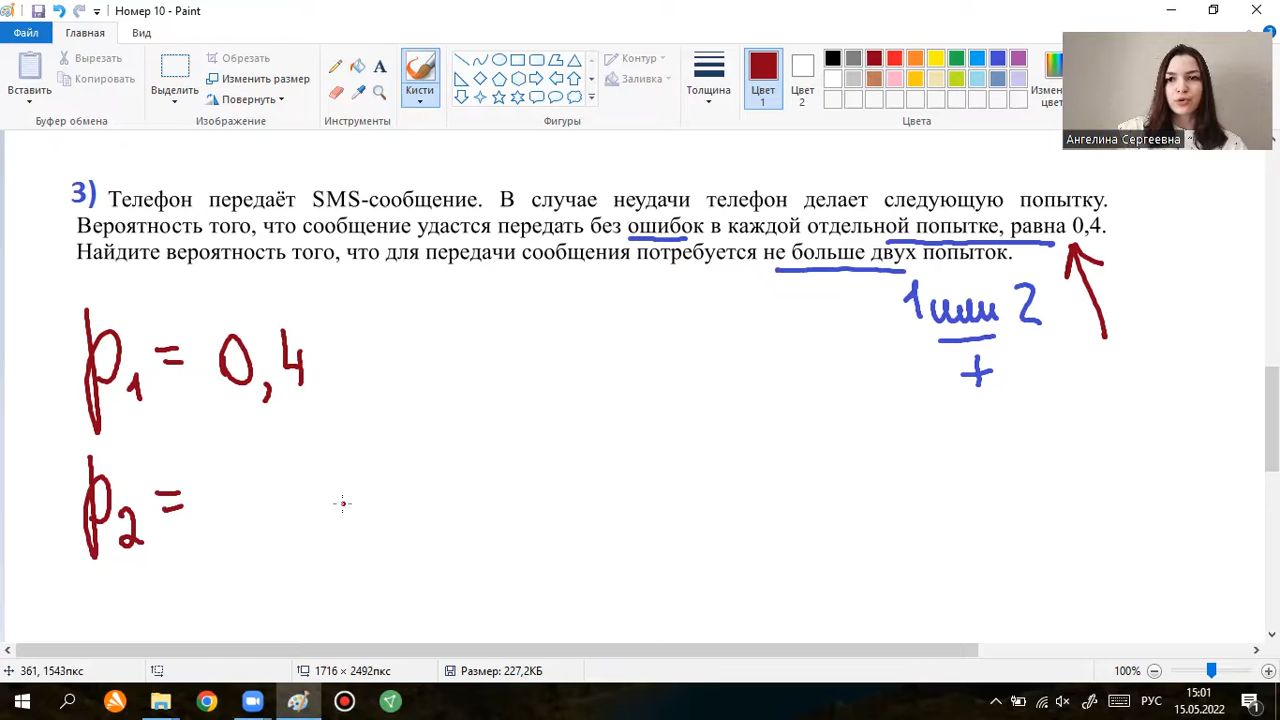 Номер 10 - Paint
Файл Главная Вид
Вставить
Вырезать
Копировать
Буфер обмена
Выделить
Обрезать
Изменить размер
Повернуть
Изображение
Инструменты
Кисти
Контур
Заливка
Фигуры
Толщина
Цвет 1
Цвет 2
Цвета
Ангелина Сергеевна
3) Телефон передаёт SMS-сообщение. В случае неудачи телефон делает следующую попытку.
Вероятность того, что сообщение удастся передать без ошибок в каждой отдельной попытке, равна 0,4.
Найдите вероятность того, что для передачи сообщения потребуется не больше двух попыток.
1 или 2
+
p1 = 0,4
p2 =
361, 1543пкс 1716 × 2492пкс Размер: 227,2КБ 100%
РУС 15:01
15.05.2022